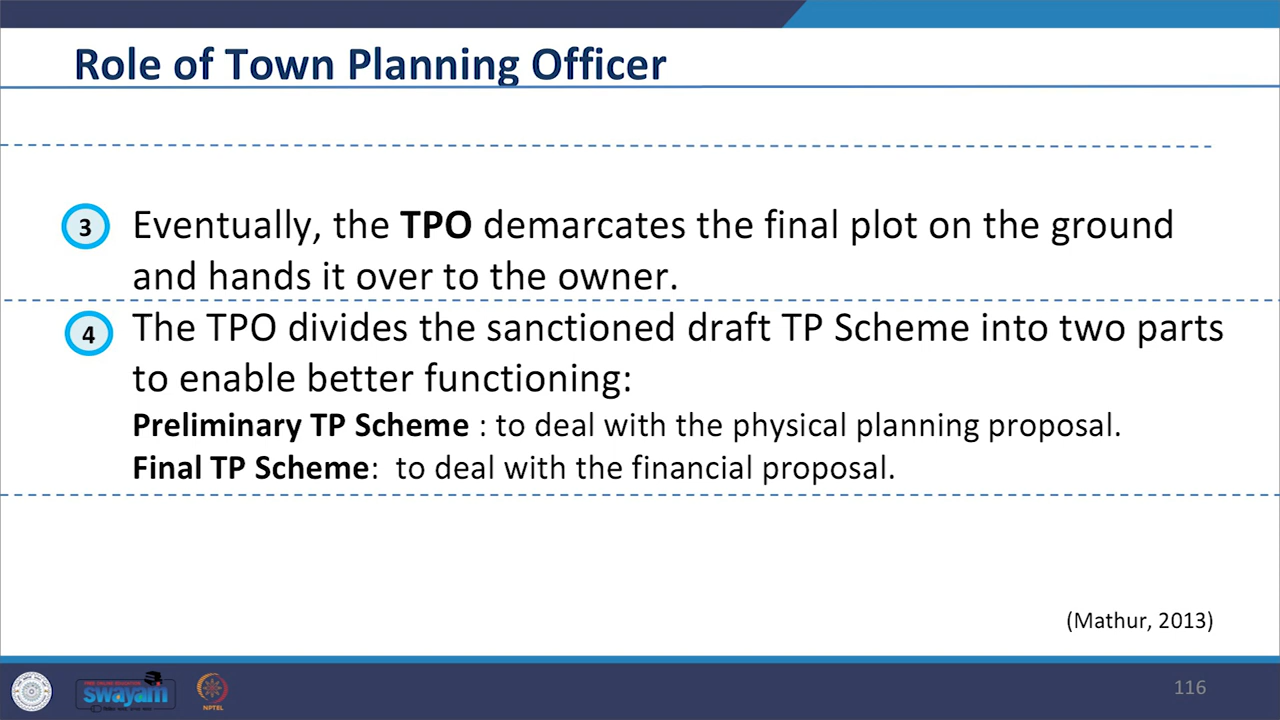 Role of Town Planning Officer
3 Eventually, the TPO demarcates the final plot on the ground
and hands it over to the owner.
4 The TPO divides the sanctioned draft TP Scheme into two parts
to enable better functioning:
Preliminary TP Scheme : to deal with the physical planning proposal.
Final TP Scheme: to deal with the financial proposal.
(Mathur, 2013)
swayam
NPTEL
116